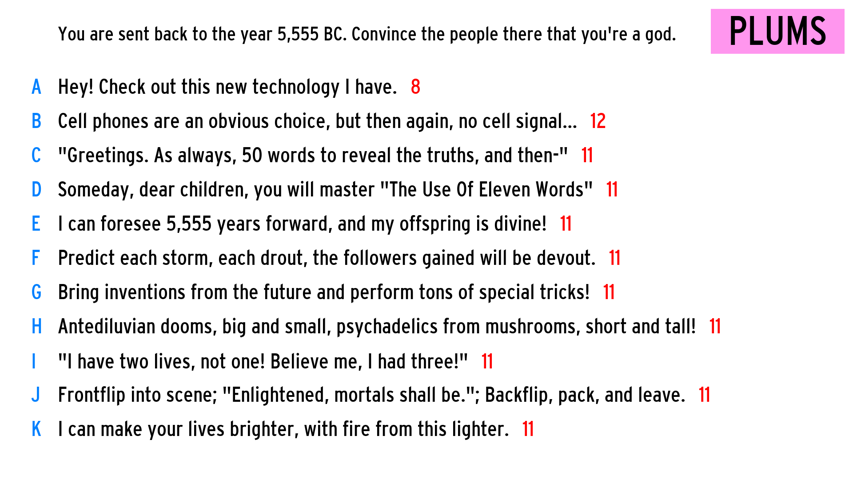 You are sent back to the year 5,555 BC. Convince the people there that you're a god.
PLUMS
A Hey! Check out this new technology I have. 8
B Cell phones are an obvious choice, but then again, no cell signal... 12
C "Greetings. As always, 50 words to reveal the truths, and then-" 11
D Someday, dear children, you will master "The Use Of Eleven Words" 11
E I can foresee 5,555 years forward, and my offspring is divine! 11
F Predict each storm, each drout, the followers gained will be devout. 11
G Bring inventions from the future and perform tons of special tricks! 11
H Antediluvian dooms, big and small, psychadelics from mushrooms, short and tall! 11
I "I have two lives, not one! Believe me, I had three!" 11
J Frontflip into scene; "Enlightened, mortals shall be."; Backflip, pack, and leave. 11
K I can make your lives brighter, with fire from this lighter. 11